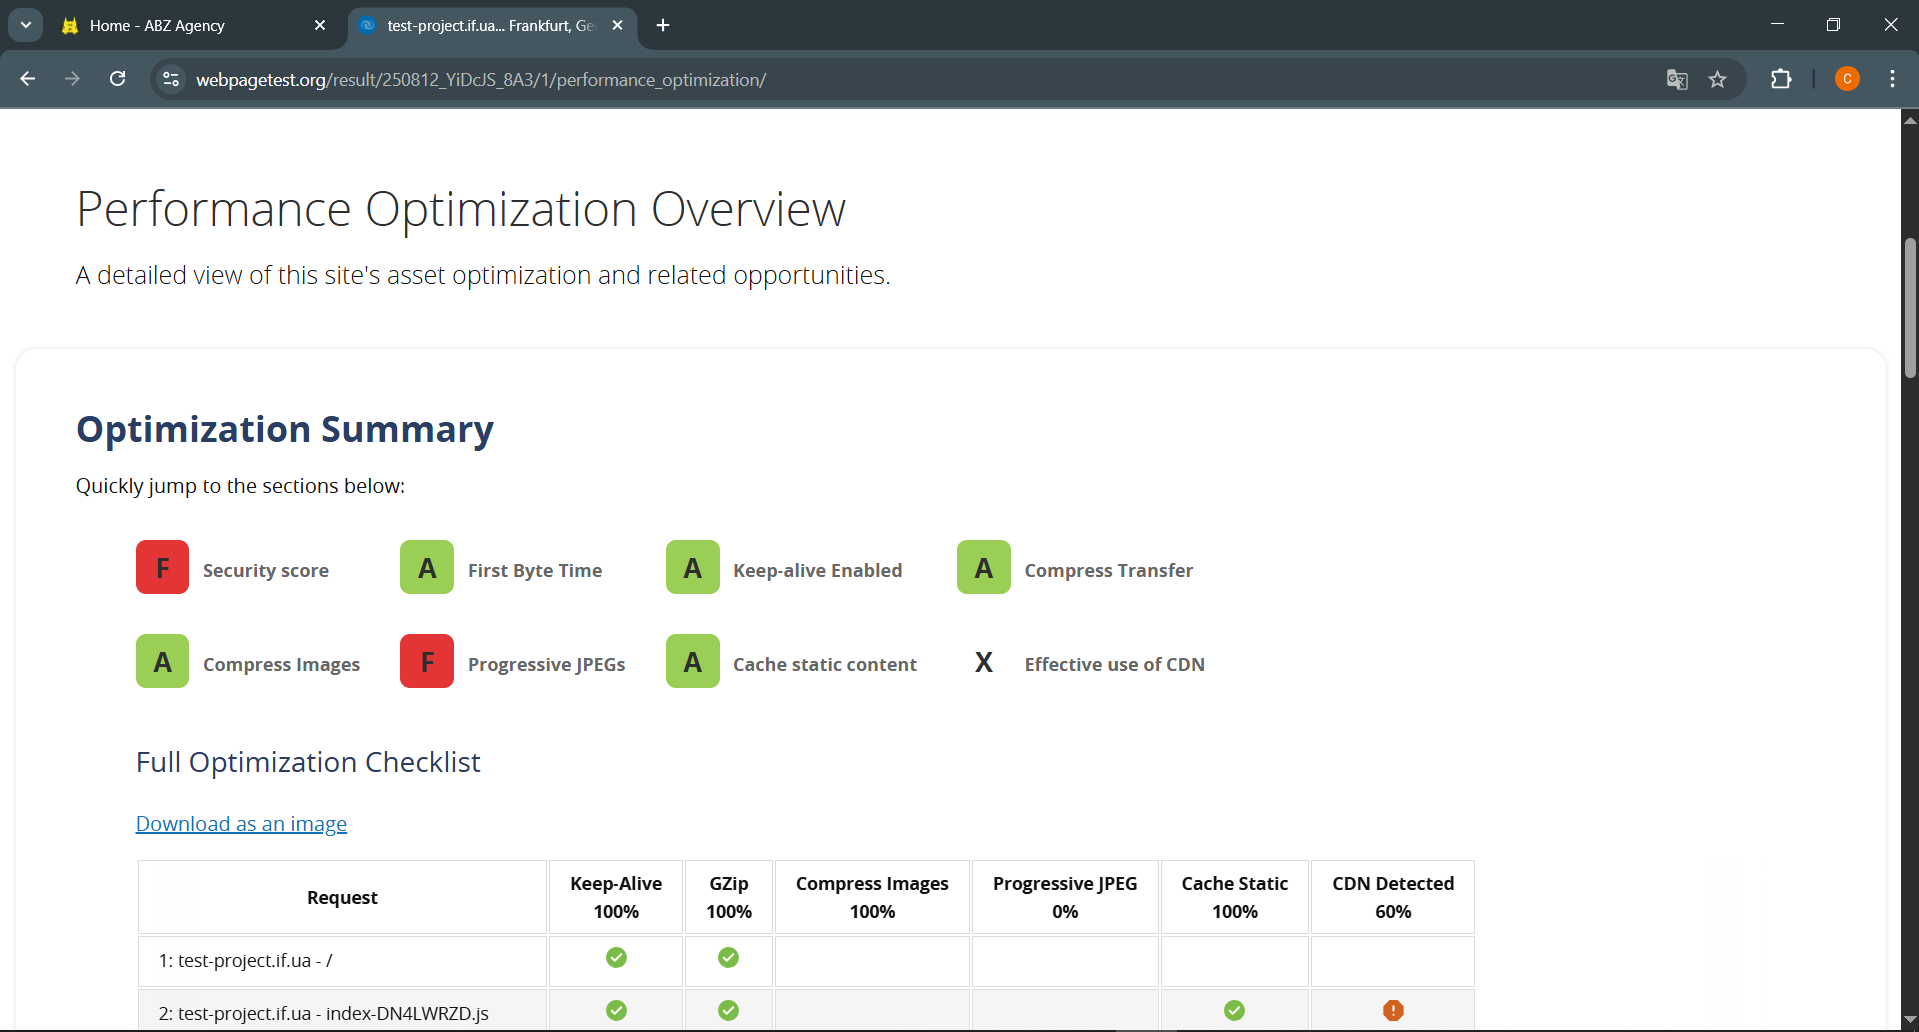 Home - ABZ Agency
test-project.if.ua... Frankfurt, Ge
webpagetest.org/result/250812_YiDcJS_8A3/1/performance_optimization/
C
Performance Optimization Overview
A detailed view of this site's asset optimization and related opportunities.
Optimization Summary
Quickly jump to the sections below:
F Security score A First Byte Time A Keep-alive Enabled A Compress Transfer
A Compress Images F Progressive JPEGs A Cache static content X Effective use of CDN
Full Optimization Checklist
Download as an image
Request Keep-Alive 100% GZip 100% Compress Images 100% Progressive JPEG 0% Cache Static 100% CDN Detected 60%
1: test-project.if.ua - /
2: test-project.if.ua - index-DN4LWRZD.js